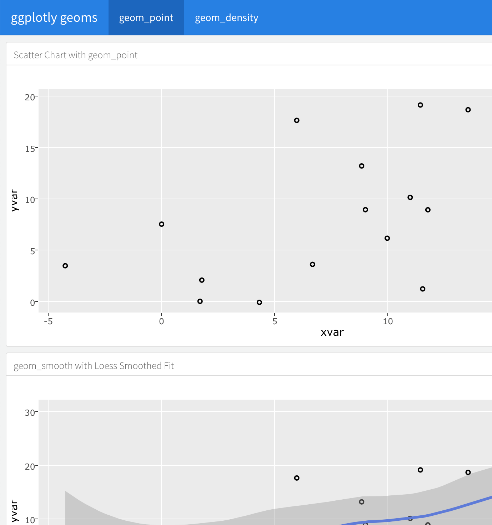 ggplotly geoms geom_point geom_density
Scatter Chart with geom_point
20
15
yvar
10
5
0
-5 0 5 10
xvar
geom_smooth with Loess Smoothed Fit
30
20
yvar
10